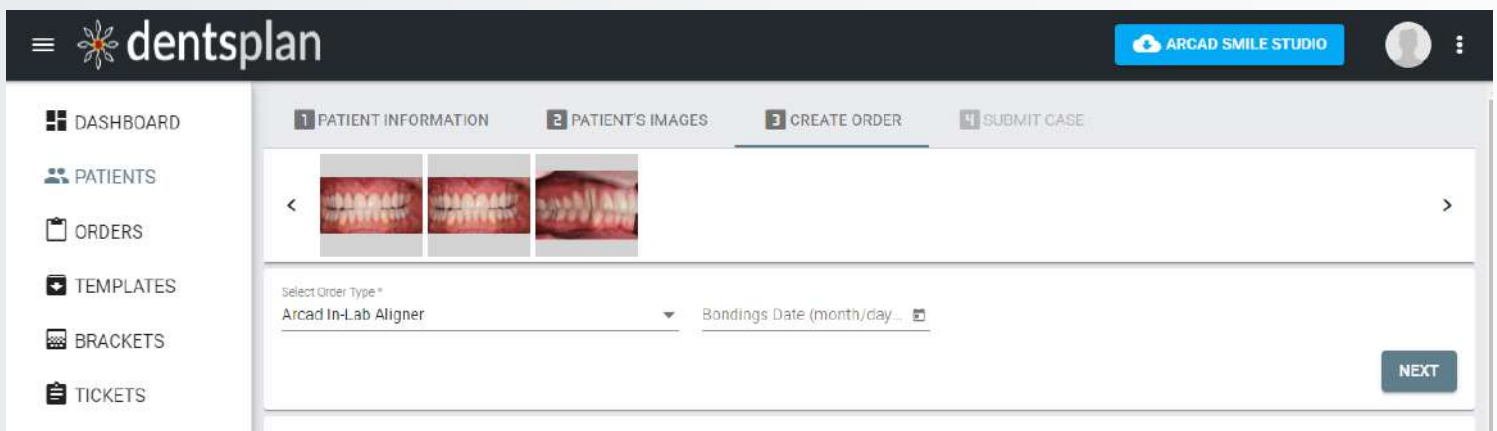 dentsplan
ARCAD SMILE STUDIO
DASHBOARD
PATIENTS
ORDERS
TEMPLATES
BRACKETS
TICKETS
1 PATIENT INFORMATION
2 PATIENT'S IMAGES
3 CREATE ORDER
4 SUBMIT CASE
Select Order Type *
Arcad In-Lab Aligner
Bondings Date (month/day...
NEXT